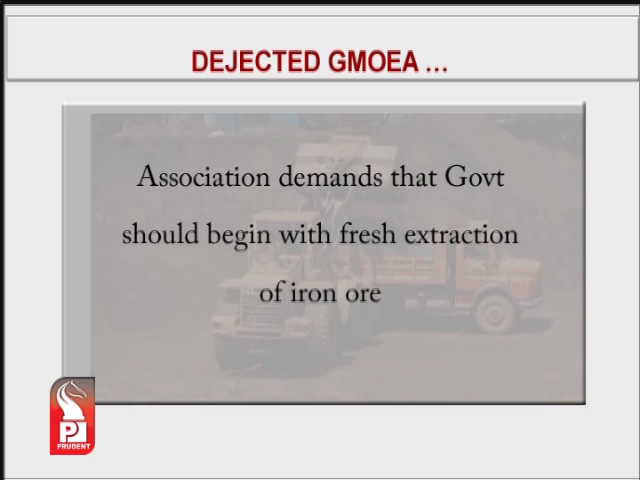 DEJECTED GMOEA ...
Association demands that Govt
should begin with fresh extraction
of iron ore
P
PRUDENT